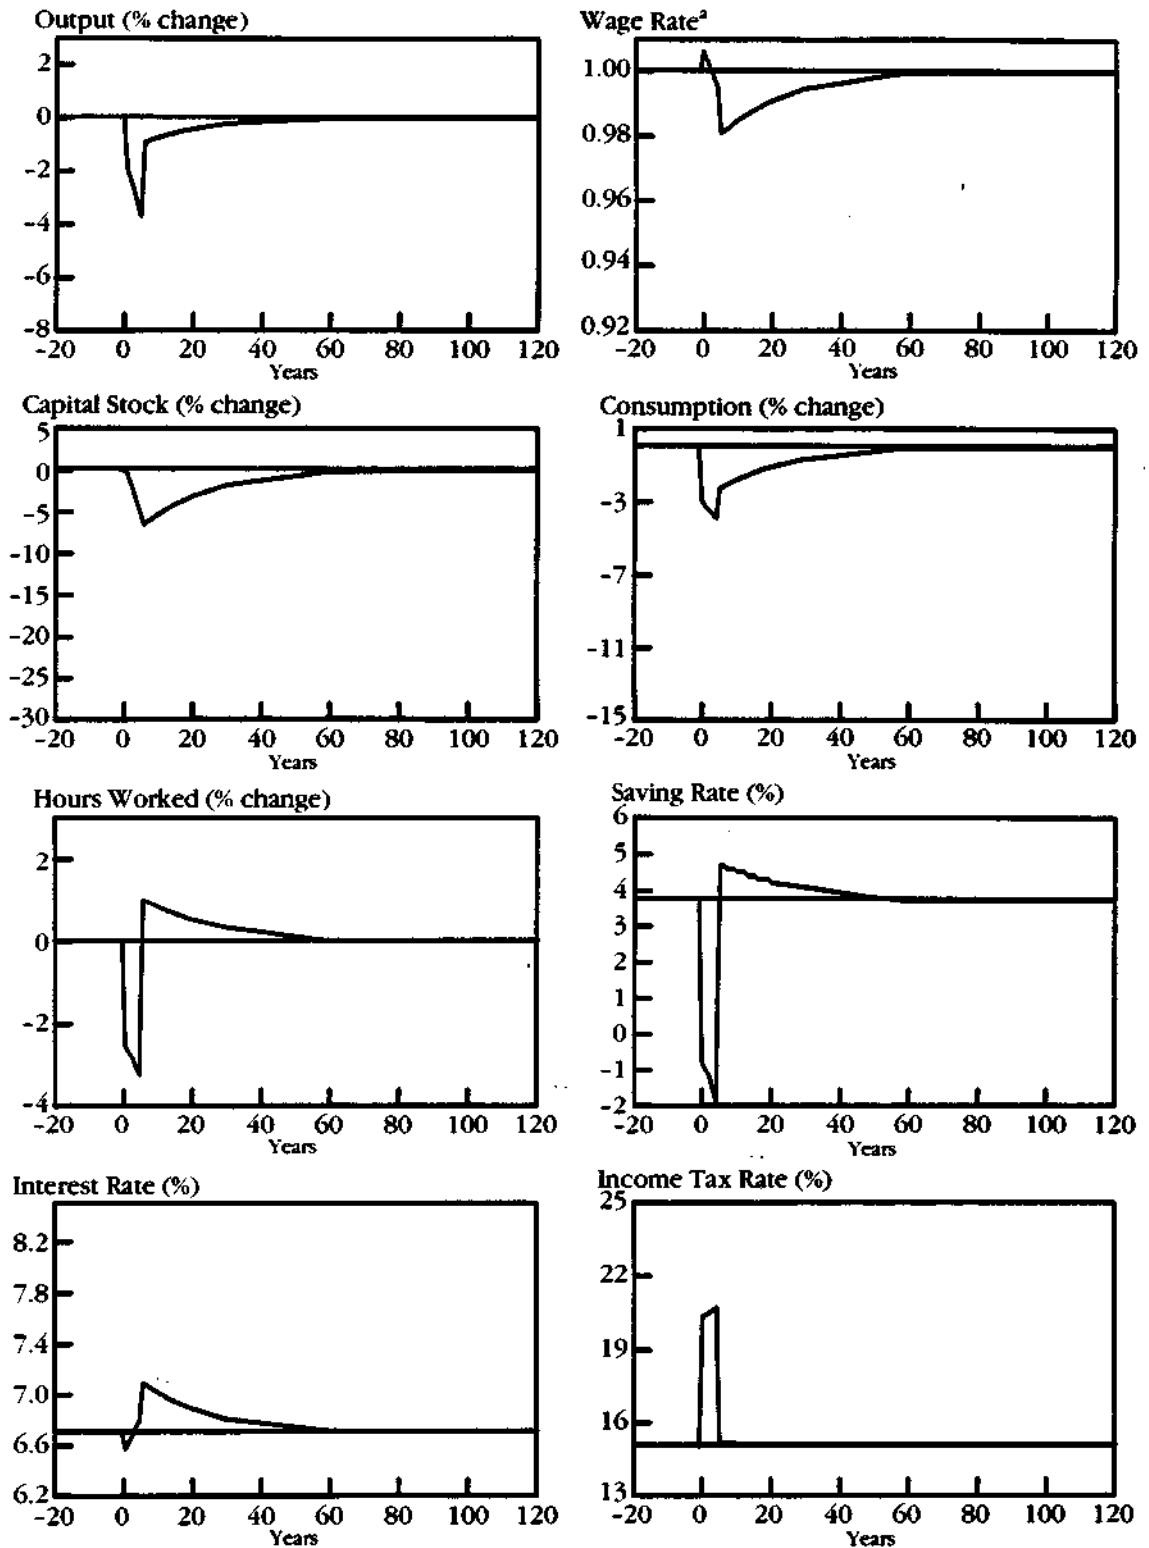 Output (% change)
2
0
-2
-4
-6
-8
-20 0 20 40 60 80 100 120
Years
Wage Rateª
1.00
0.98
0.96
0.94
0.92
-20 0 20 40 60 80 100 120
Years
Capital Stock (% change)
5
0
-5
-10
-15
-20
-25
-30
-20 0 20 40 60 80 100 120
Years
Consumption (% change)
1
-3
-7
-11
-15
-20 0 20 40 60 80 100 120
Years
Hours Worked (% change)
2
0
-2
-4
-20 0 20 40 60 80 100 120
Years
Saving Rate (%)
6
5
4
3
2
1
0
-1
-2
-20 0 20 40 60 80 100 120
Years
Interest Rate (%)
8.2
7.8
7.4
7.0
6.6
6.2
-20 0 20 40 60 80 100 120
Years
Income Tax Rate (%)
25
22
19
16
13
-20 0 20 40 60 80 100 120
Years